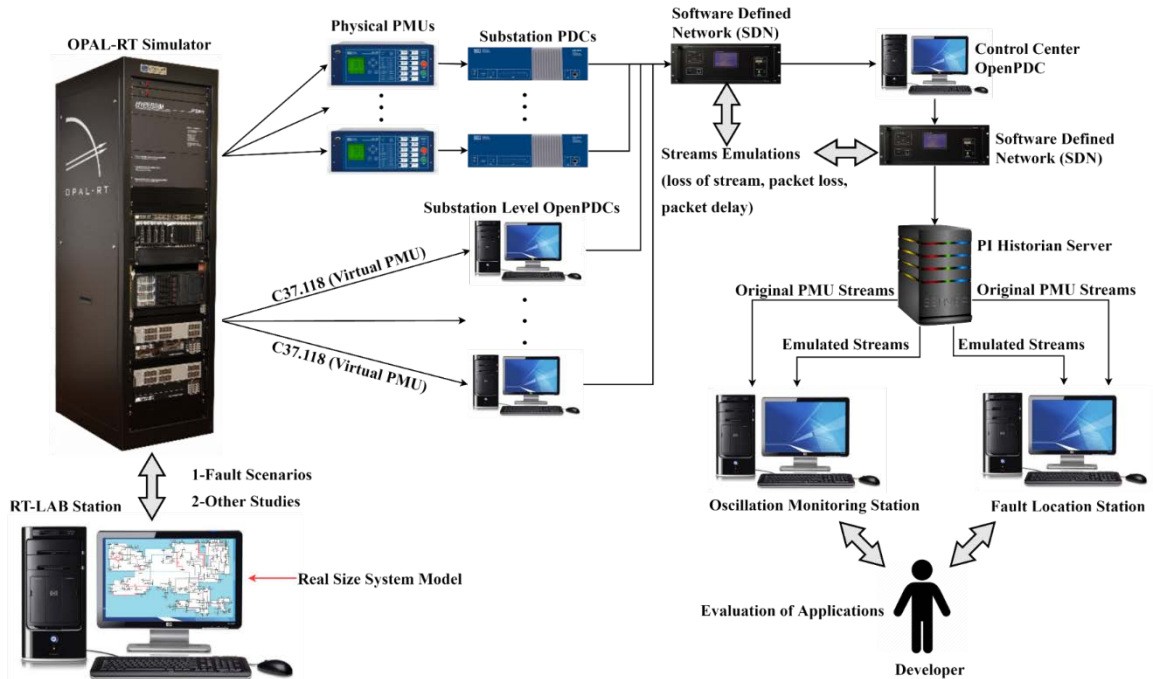 OPAL-RT Simulator
Physical PMUs
Substation PDCs
Software Defined
Network (SDN)
Control Center
OpenPDC
OPAL-RT
Streams Emulations
(loss of stream, packet loss,
packet delay)
Software Defined
Network (SDN)
Substation Level OpenPDCs
C37.118 (Virtual PMU)
C37.118 (Virtual PMU)
PI Historian Server
Original PMU Streams
Original PMU Streams
Emulated Streams
Emulated Streams
1-Fault Scenarios
2-Other Studies
RT-LAB Station
Real Size System Model
Oscillation Monitoring Station
Fault Location Station
Evaluation of Applications
Developer